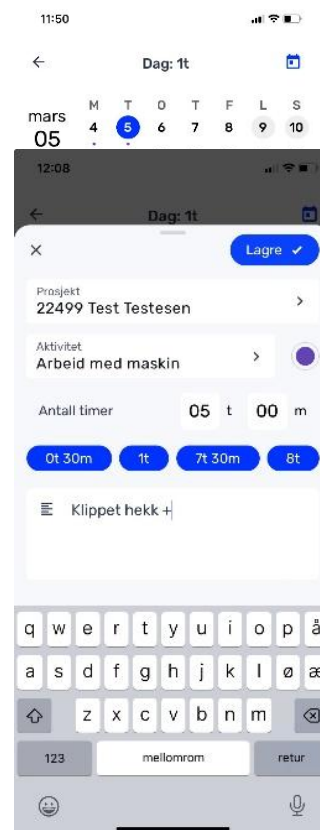 11:50
Dag: 1t
mars
05
M T O T F L S
4 5 6 7 8 9 10
12:08
Dag: 1t
Lagre
Prosjekt
22499 Test Testesen
Aktivitet
Arbeid med maskin
Antall timer 05 t 00 m
0t 30m 1t 7t 30m 8t
Klippet hekk +
q w e r t y u i o p å
a s d f g h j k l ø æ
z x c v b n m
123 mellomrom retur